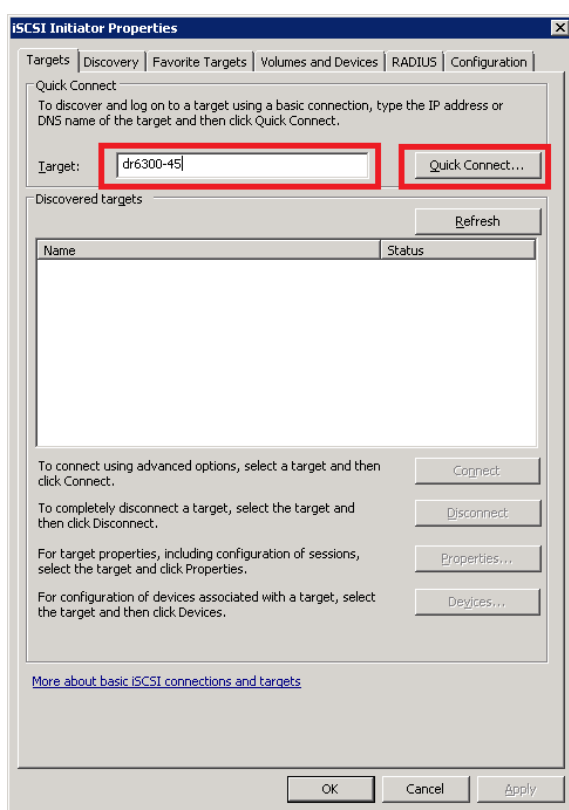 iSCSI Initiator Properties
Targets Discovery Favorite Targets Volumes and Devices RADIUS Configuration
Quick Connect
To discover and log on to a target using a basic connection, type the IP address or
DNS name of the target and then click Quick Connect.
Target: dr6300-45 Quick Connect...
Discovered targets
Refresh
Name Status
To connect using advanced options, select a target and then
click Connect.
Connect
To completely disconnect a target, select the target and
then click Disconnect.
Disconnect
For target properties, including configuration of sessions,
select the target and click Properties.
Properties...
For configuration of devices associated with a target, select
the target and then click Devices.
Devices...
More about basic iSCSI connections and targets
OK Cancel Apply